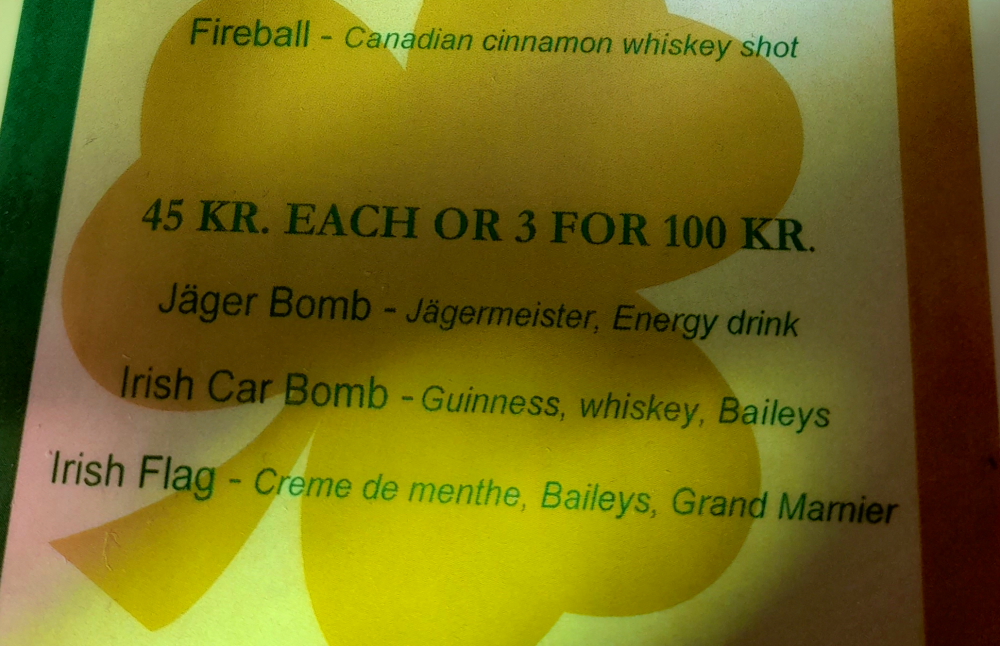 Fireball - Canadian cinnamon whiskey shot
45 KR. EACH OR 3 FOR 100 KR.
Jäger Bomb - Jägermeister, Energy drink
Irish Car Bomb - Guinness, whiskey, Baileys
Irish Flag - Creme de menthe, Baileys, Grand Marnier